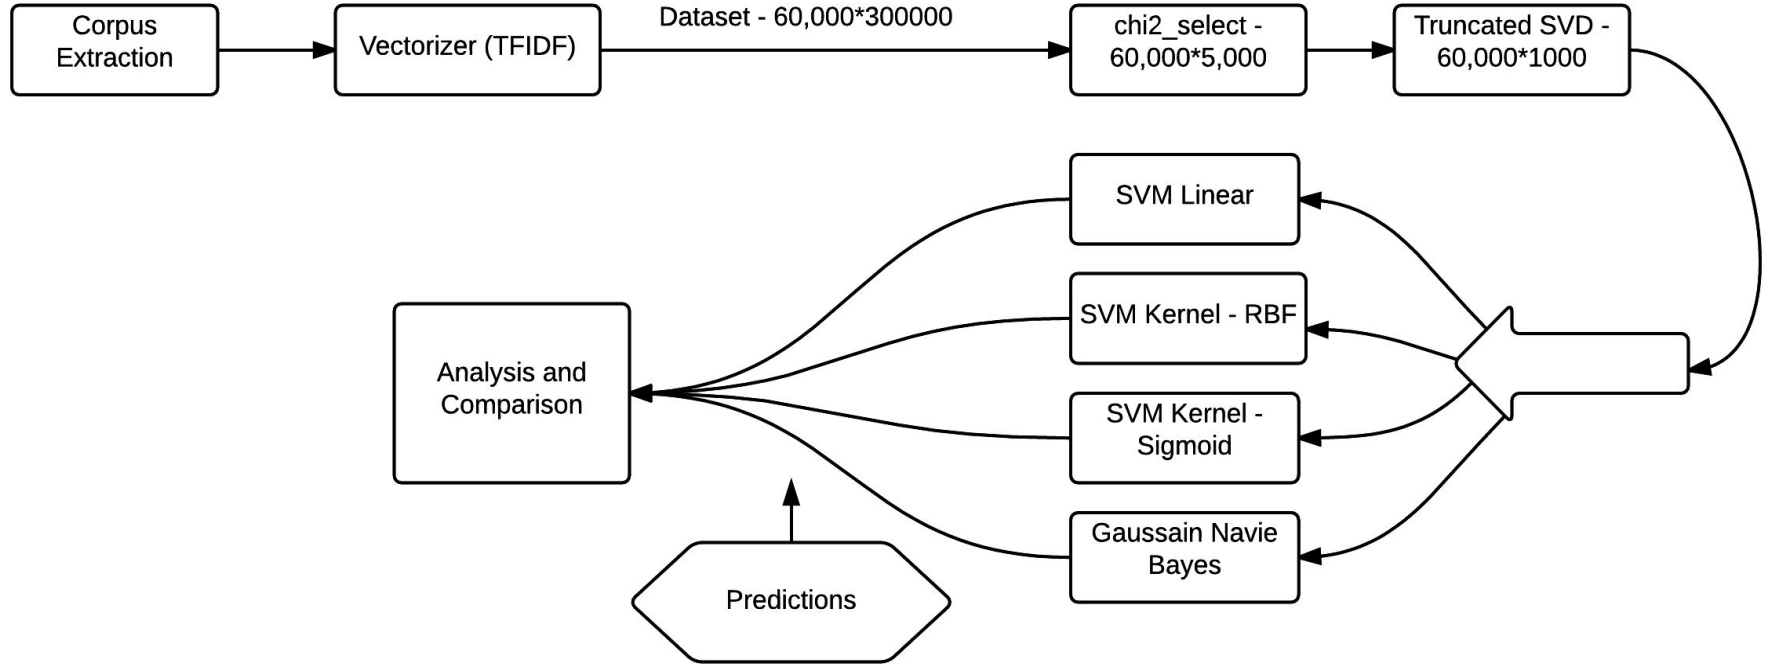 Corpus
Extraction
Vectorizer (TFIDF)
Dataset - 60,000*300000
chi2_select -
60,000*5,000
Truncated SVD -
60,000*1000
SVM Linear
SVM Kernel - RBF
SVM Kernel -
Sigmoid
Gaussain Navie
Bayes
Analysis and
Comparison
Predictions